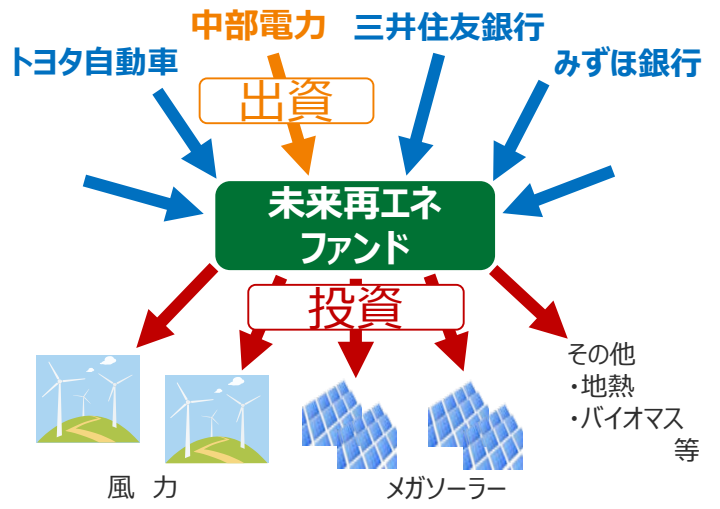 中部電力
三井住友銀行
トヨタ自動車
みずほ銀行
出資
未来再エネ
ファンド
投資
その他
・地熱
・バイオマス
等
風 力
メガソーラー